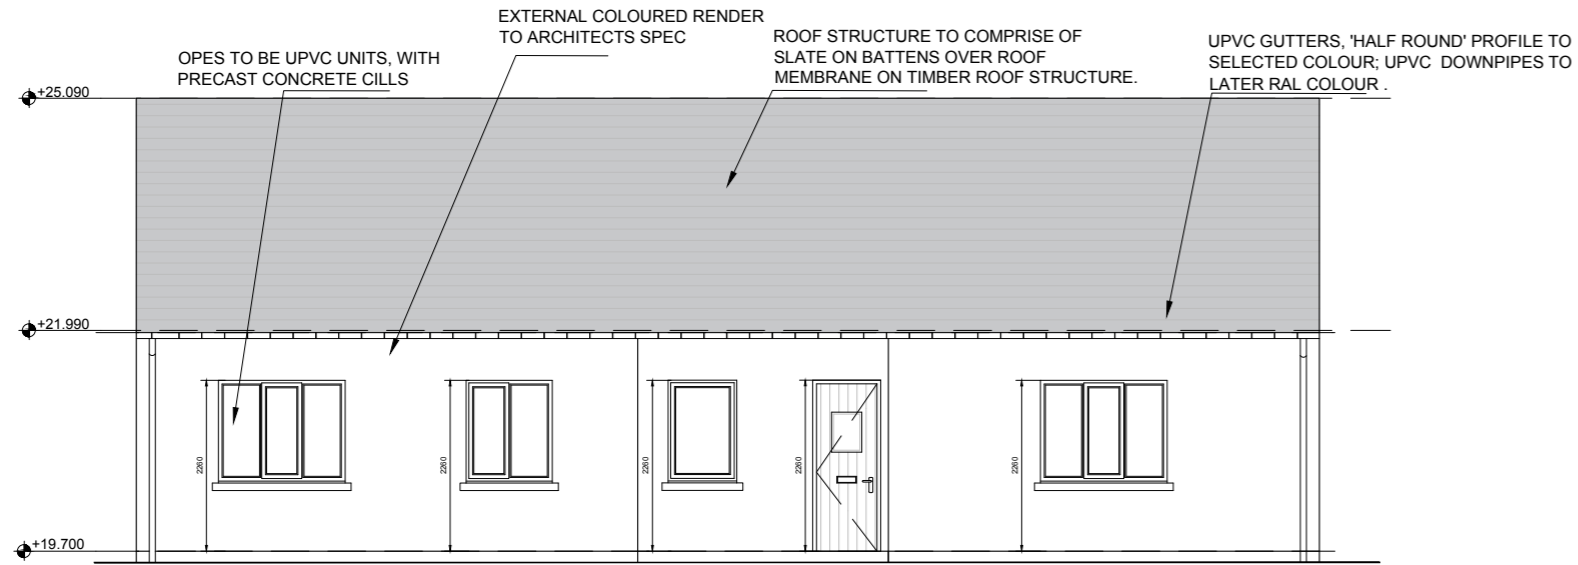 EXTERNAL COLOURED RENDER
TO ARCHITECTS SPEC
OPES TO BE UPVC UNITS, WITH
PRECAST CONCRETE CILLS
ROOF STRUCTURE TO COMPRISE OF
SLATE ON BATTENS OVER ROOF
MEMBRANE ON TIMBER ROOF STRUCTURE.
UPVC GUTTERS, 'HALF ROUND' PROFILE TO
SELECTED COLOUR; UPVC DOWNPIPES TO
LATER RAL COLOUR .
+25.090
+21.990
2260
2260
2260
2260
2260
+19.700